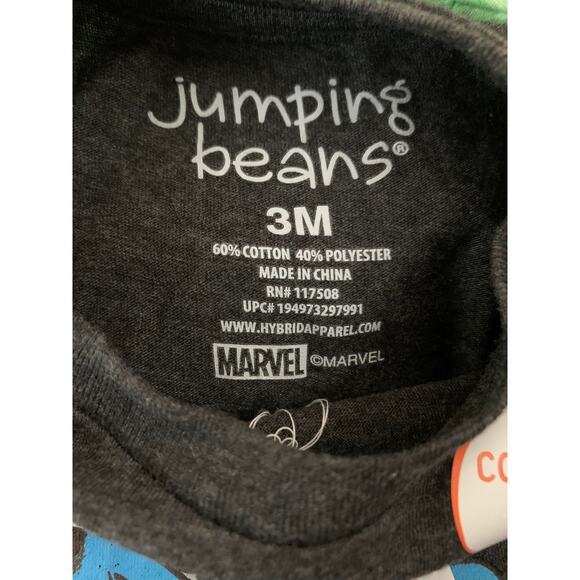 jumping
beans®
3M
60% COTTON 40% POLYESTER
MADE IN CHINA
RN# 117508
UPC# 194973297991
WWW.HYBRIDAPPAREL.COM
MARVEL ©MARVEL